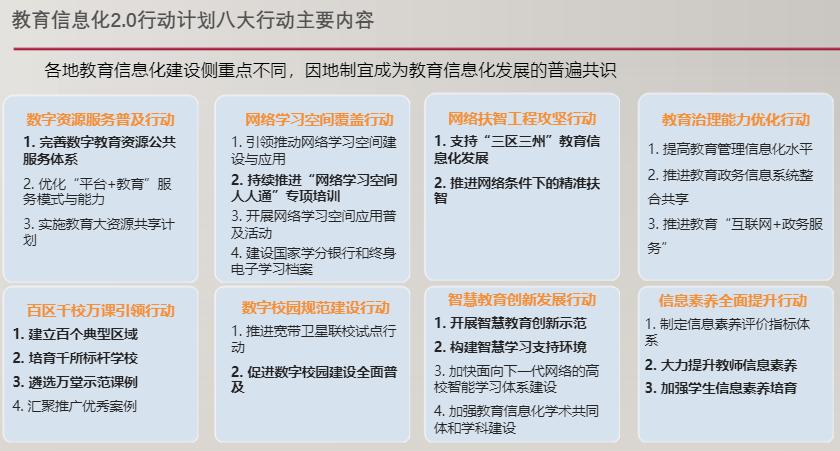 教育信息化2.0行动计划八大行动主要内容
各地教育信息化建设侧重点不同，因地制宜成为教育信息化发展的普遍共识
数字资源服务普及行动
1. 完善数字教育资源公共
服务体系
2. 优化“平台+教育”服
务模式与能力
3. 实施教育大资源共享计
划
网络学习空间覆盖行动
1. 引领推动网络学习空间建
设与应用
2. 持续推进“网络学习空间
人人通”专项培训
3. 开展网络学习空间应用普
及活动
4. 建设国家学分银行和终身
电子学习档案
网络扶智工程攻坚行动
1. 支持“三区三州”教育信
息化发展
2. 推进网络条件下的精准扶
智
教育治理能力优化行动
1. 提高教育管理信息化水平
2. 推进教育政务信息系统整
合共享
3. 推进教育“互联网+政务服
务”
百区千校万课引领行动
1. 建立百个典型区域
2. 培育千所标杆学校
3. 遴选万堂示范课例
4. 汇聚推广优秀案例
数字校园规范建设行动
1. 推进宽带卫星联校试点行
动
2. 促进数字校园建设全面普
及
智慧教育创新发展行动
1. 开展智慧教育创新示范
2. 构建智慧学习支持环境
3. 加快面向下一代网络的高
校智能学习体系建设
4. 加强教育信息化学术共同
体和学科建设
信息素养全面提升行动
1. 制定信息素养评价指标体
系
2. 大力提升教师信息素养
3. 加强学生信息素养培育